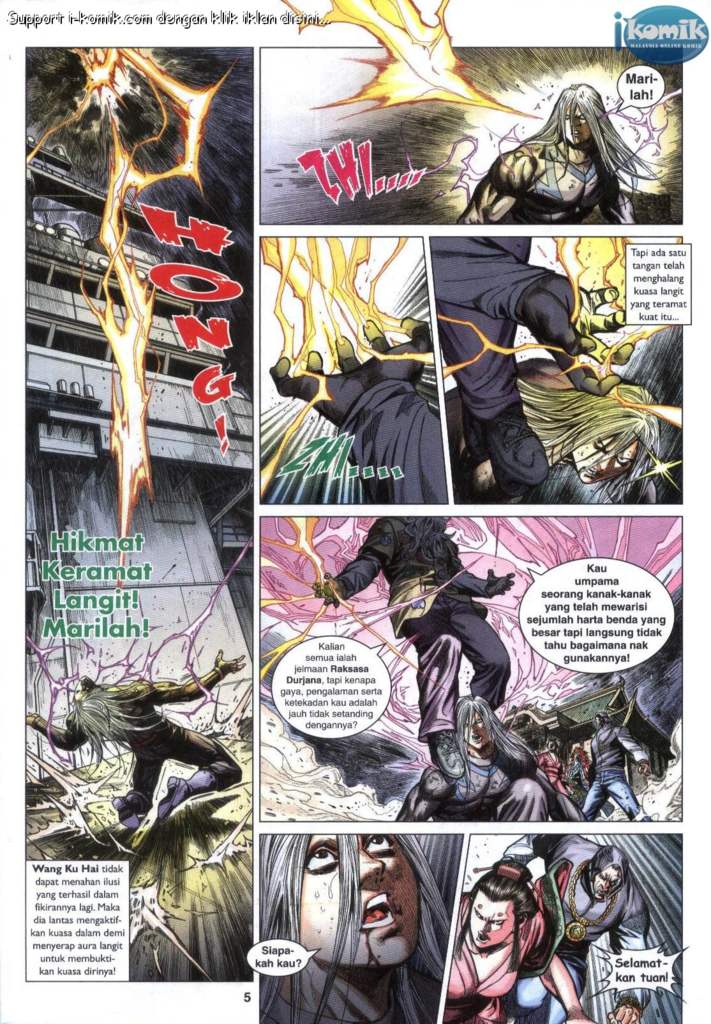 Support i-komik.com dengan klik iklan disini...
ikomik
MALAYSIA ONLINE KOMIK
HONG!
Hikmat
Keramat
Langit!
Marilah!
Wang Ku Hai tidak
dapat menahan ilusi
yang terhasil dalam
fikirannya lagi. Maka
dia lantas mengaktif-
kan kuasa dalam demi
menyerap aura langit
untuk membukti-
kan kuasa dirinya!
Mari-
lah!
ZHI....
ZHI....
Tapi ada satu
tangan telah
menghalang
kuasa langit
yang teramat
kuat itu...
Kalian
semua ialah
jelmaan Raksasa
Durjana, tapi kenapa
gaya, pengalaman serta
ketekadan kau adalah
jauh tidak setanding
dengannya?
Kau
umpama
seorang kanak-kanak
yang telah mewarisi
sejumlah harta benda yang
besar tapi langsung tidak
tahu bagaimana nak
gunakannya!
Siapa-
kah kau?
Selamat-
kan tuan!
5